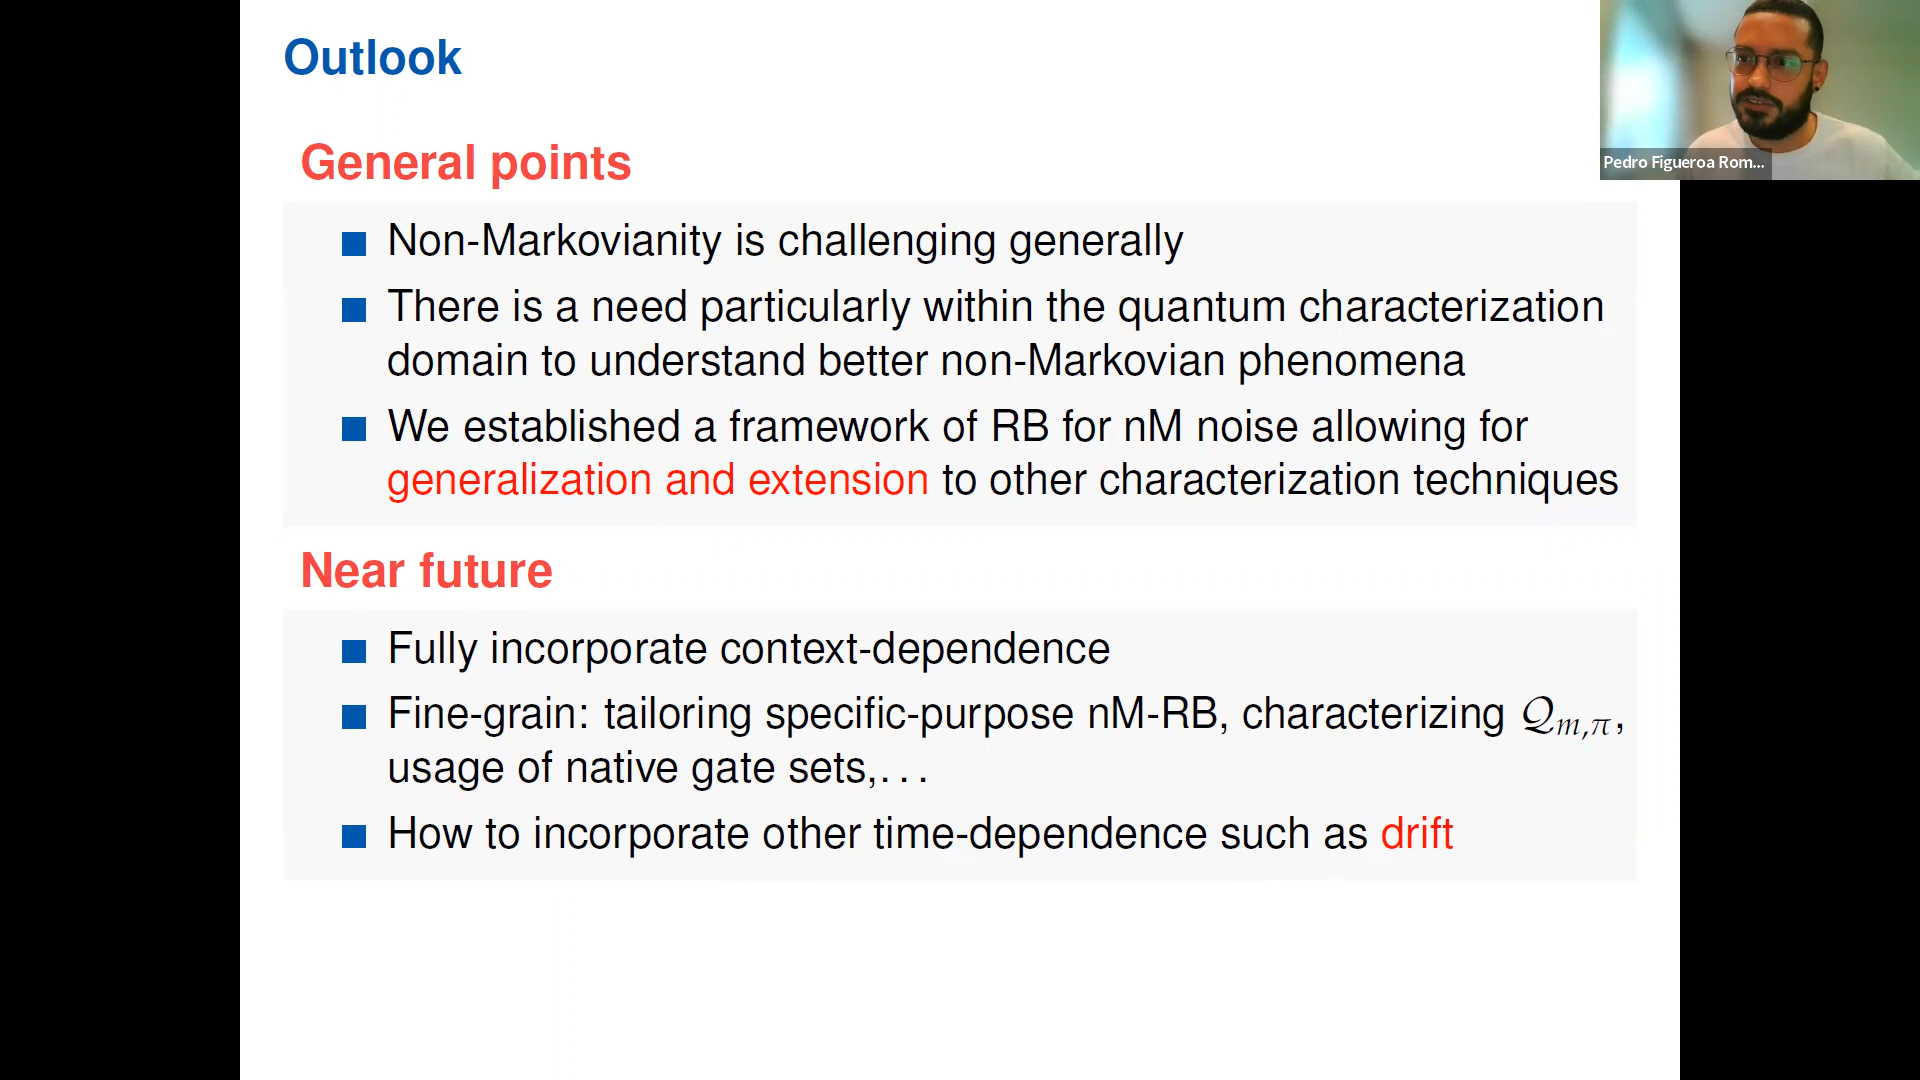 Outlook
General points
Non-Markovianity is challenging generally
There is a need particularly within the quantum characterization
domain to understand better non-Markovian phenomena
We established a framework of RB for nM noise allowing for
generalization and extension to other characterization techniques
Near future
Fully incorporate context-dependence
Fine-grain: tailoring specific-purpose nM-RB, characterizing 𝒬m,π,
usage of native gate sets,...
How to incorporate other time-dependence such as drift
Pedro Figueroa Rom...